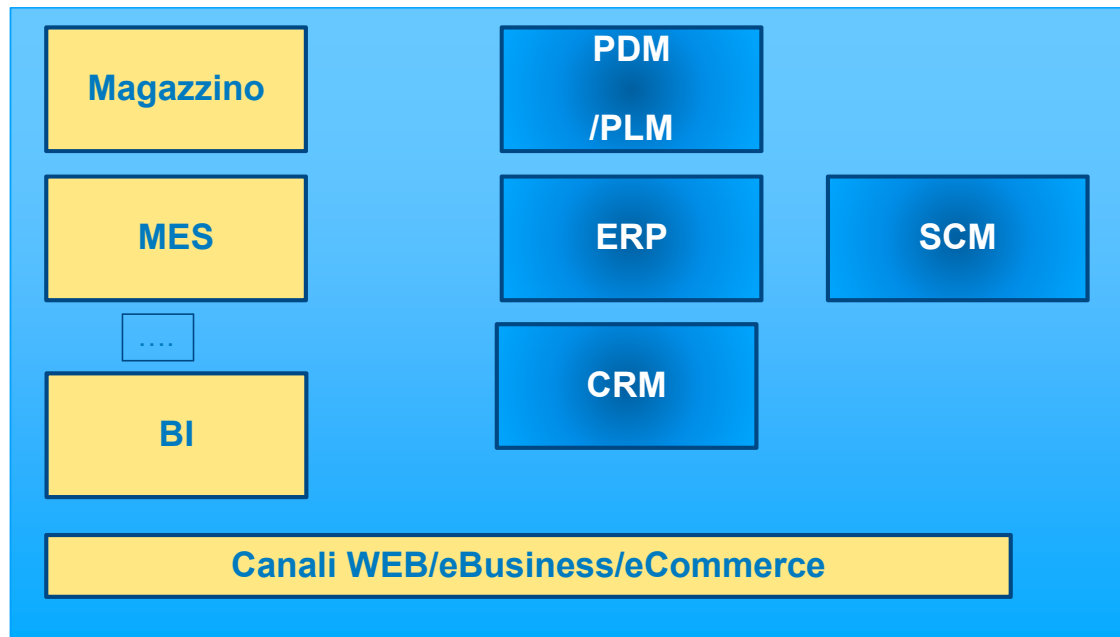 Magazzino
PDM
/PLM
MES
ERP
SCM
....
CRM
BI
Canali WEB/eBusiness/eCommerce